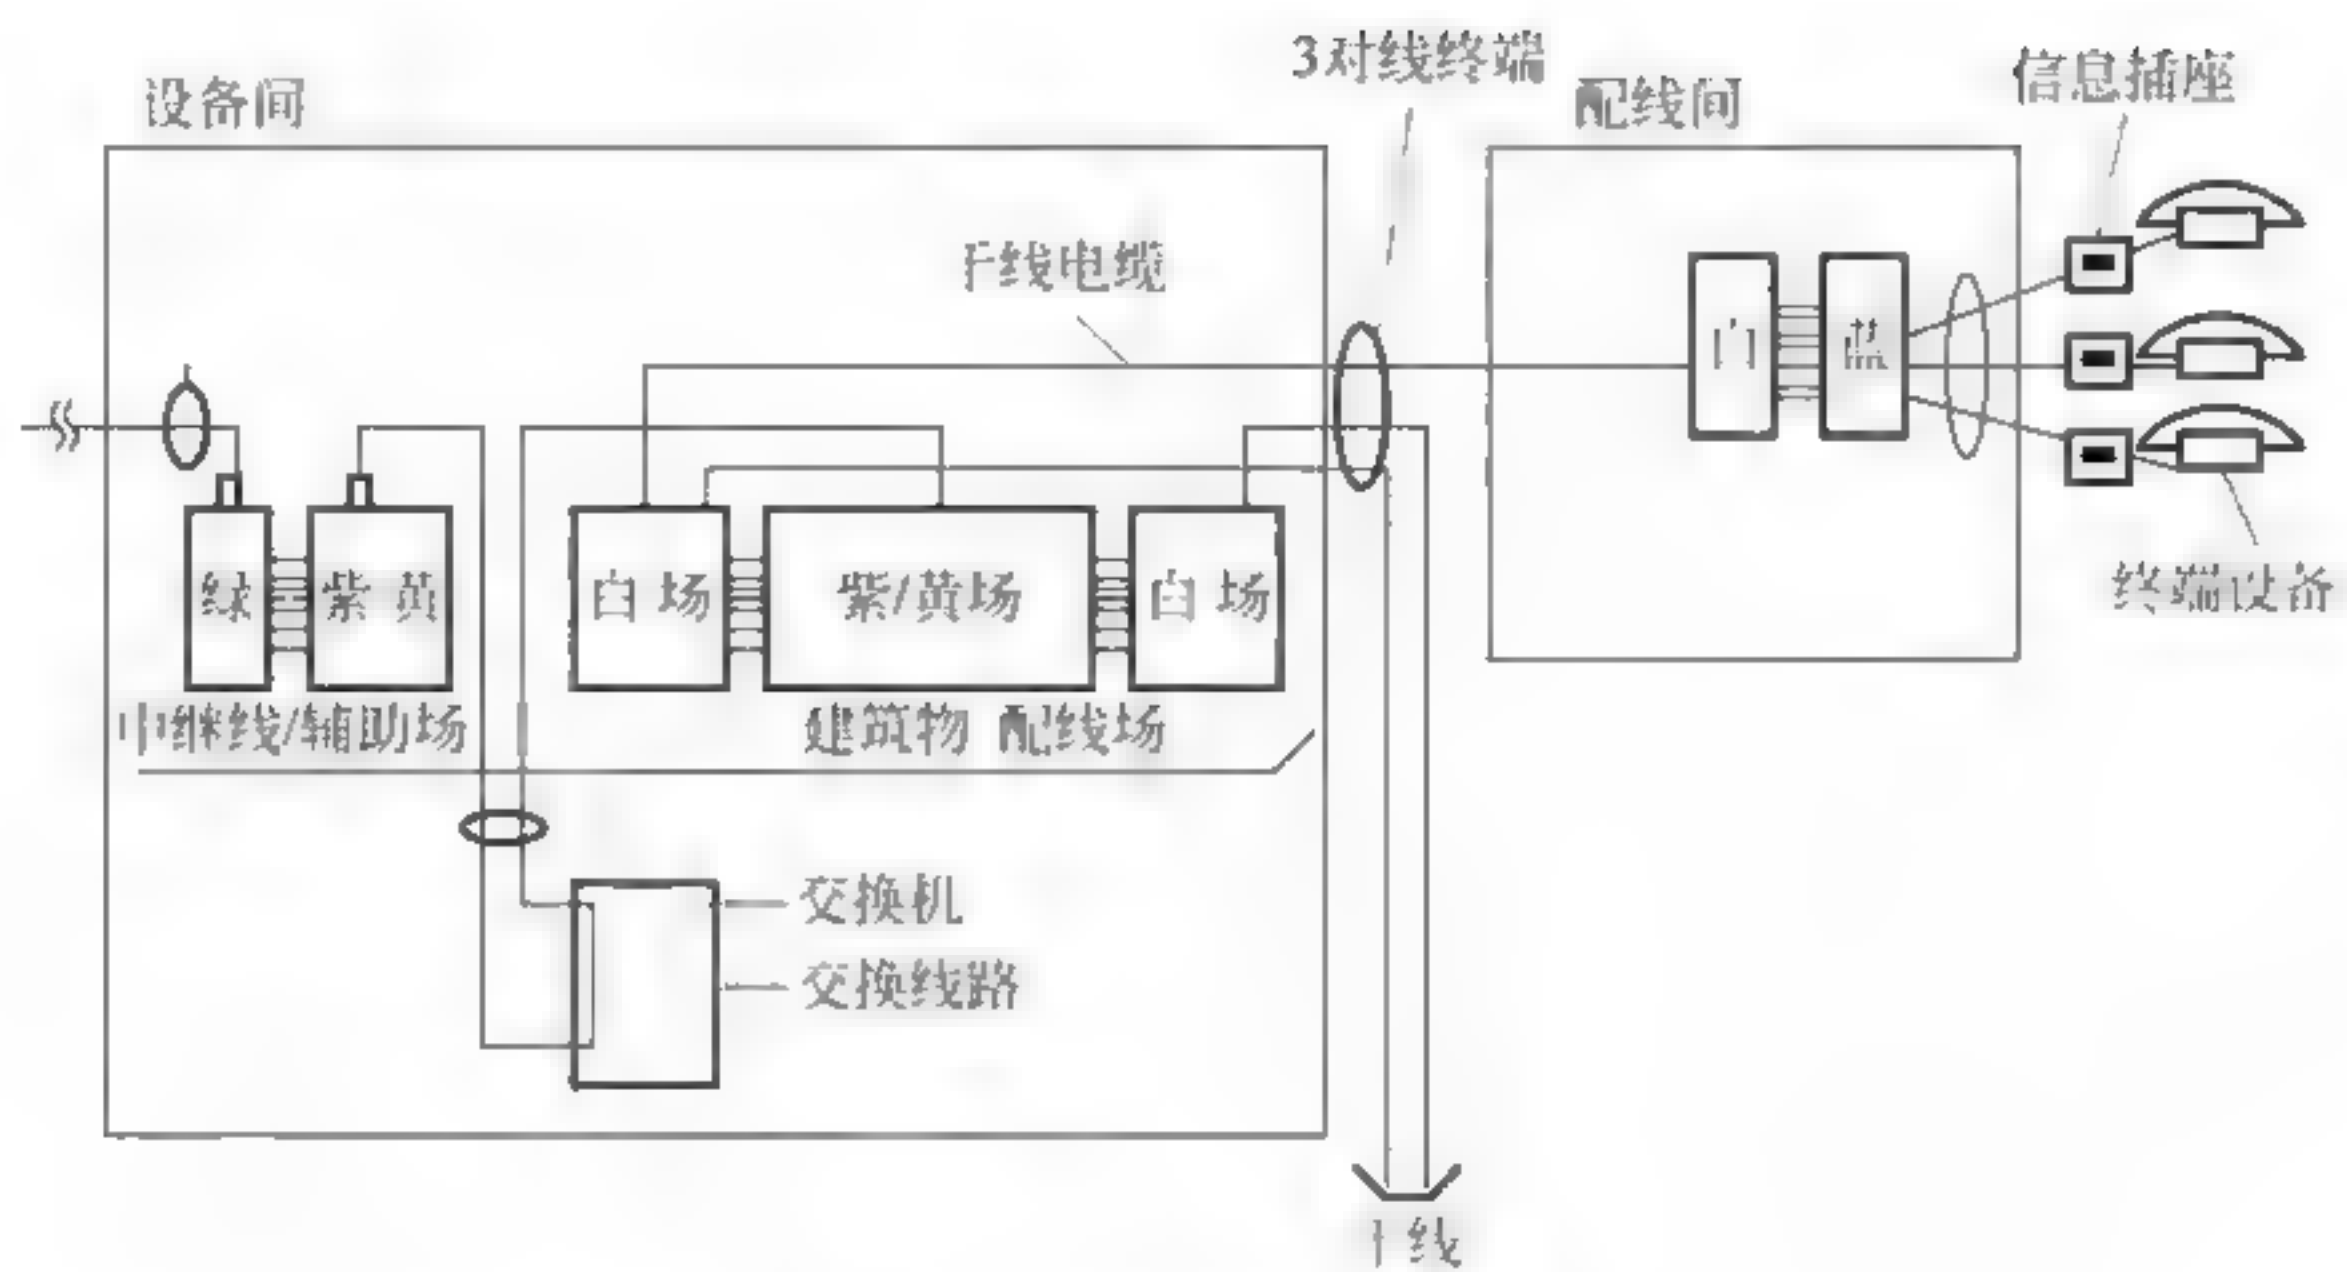 3对线终端
信息插座
设备间
配线间
干线电缆
白
蓝
绿
紫 黄
白 场
紫/黄场
白 场
终端设备
中继线/辅助场
建筑物 配线场
交换机
交换线路
干线